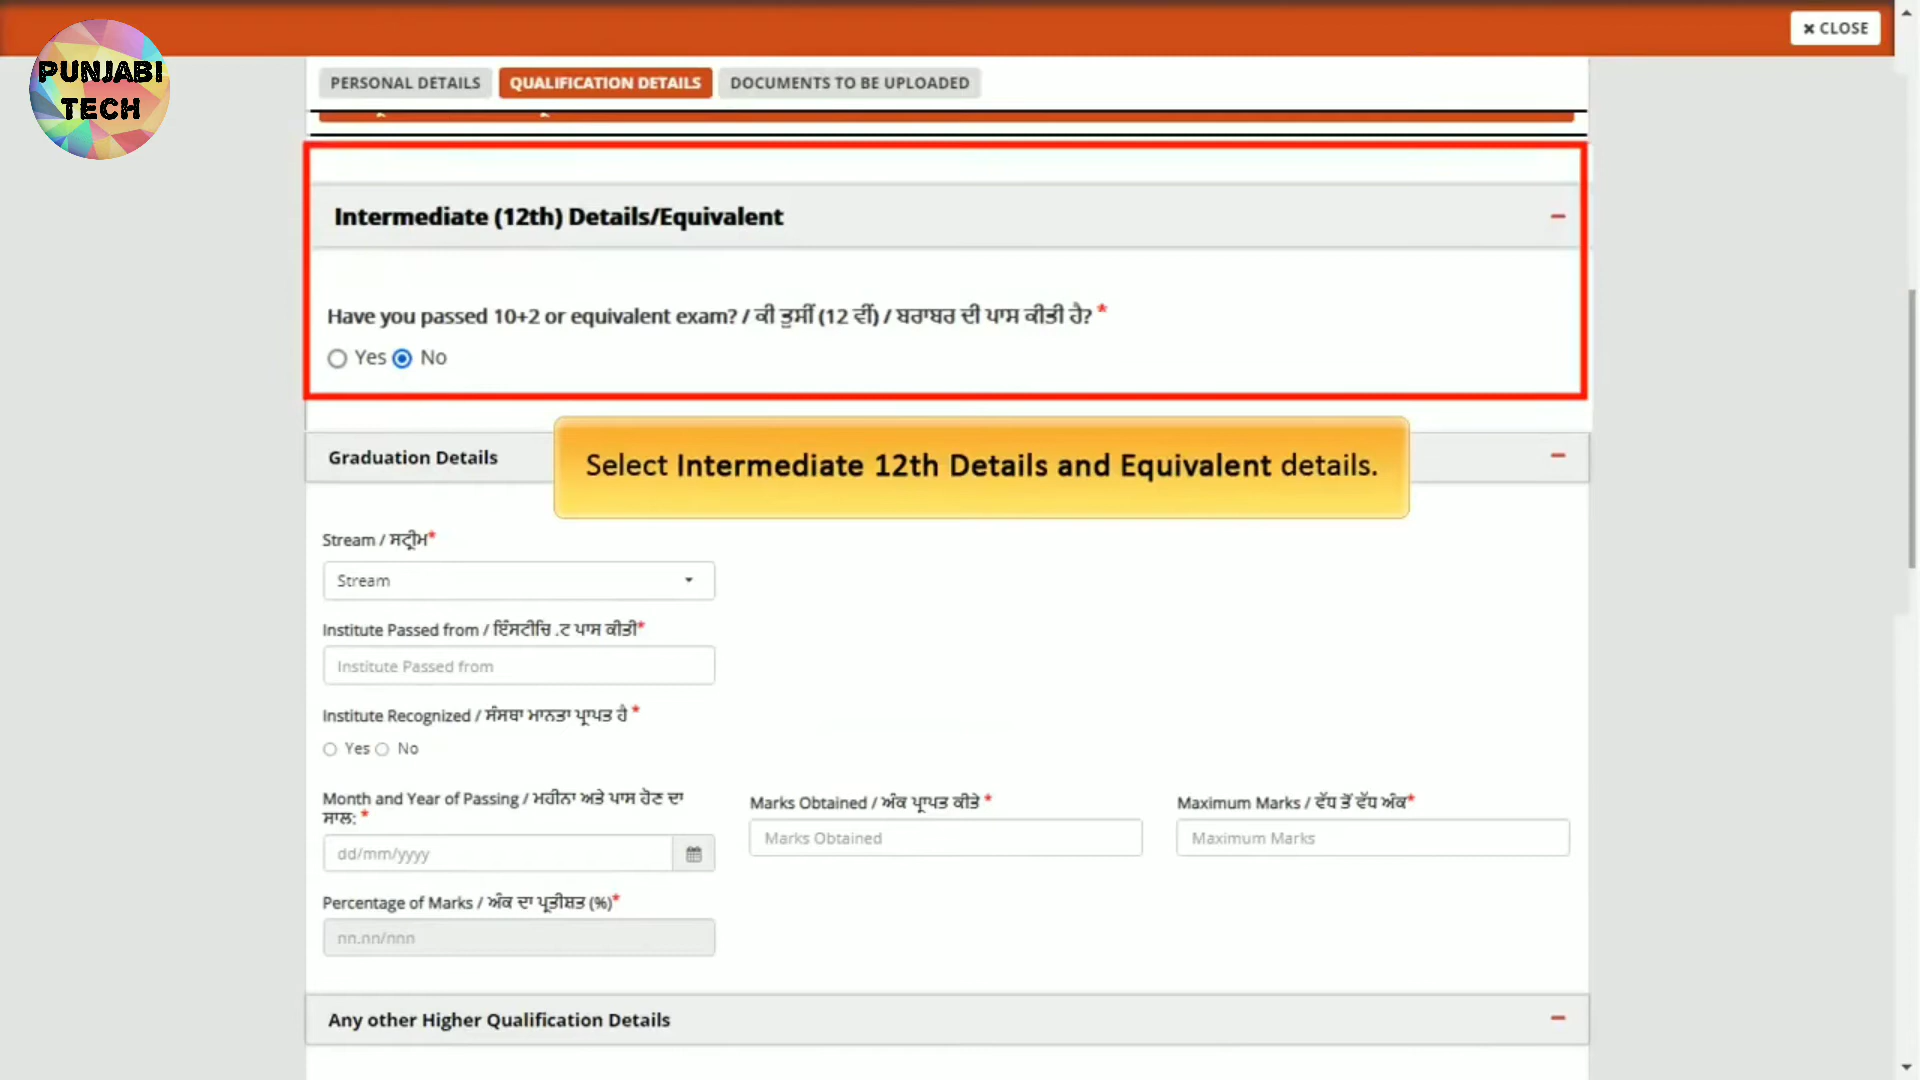 CLOSE
PUNJABI
TECH
PERSONAL DETAILS QUALIFICATION DETAILS DOCUMENTS TO BE UPLOADED
Intermediate (12th) Details/Equivalent
Have you passed 10+2 or equivalent exam? / ਕੀ ਤੁਸੀਂ (12 ਵੀਂ) / ਬਰਾਬਰ ਦੀ ਪਾਸ ਕੀਤੀ ਹੈ? *
Yes No
Graduation Details
Select Intermediate 12th Details and Equivalent details.
Stream / ਸਟ੍ਰੀਮ*
Stream
Institute Passed from / ਇੰਸਟੀਚਿ .ਟ ਪਾਸ ਕੀਤੀ*
Institute Passed from
Institute Recognized / ਸੰਸਥਾ ਮਾਨਤਾ ਪ੍ਰਾਪਤ ਹੈ *
Yes No
Month and Year of Passing / ਮਹੀਨਾ ਅਤੇ ਪਾਸ ਹੋਣ ਦਾ
ਸਾਲ: *
dd/mm/yyyy
Marks Obtained / ਅੰਕ ਪ੍ਰਾਪਤ ਕੀਤੇ *
Marks Obtained
Maximum Marks / ਵੱਧ ਤੋਂ ਵੱਧ ਅੰਕ*
Maximum Marks
Percentage of Marks / ਅੰਕ ਦਾ ਪ੍ਰਤੀਸ਼ਤ (%)*
nn.nn/nnn
Any other Higher Qualification Details